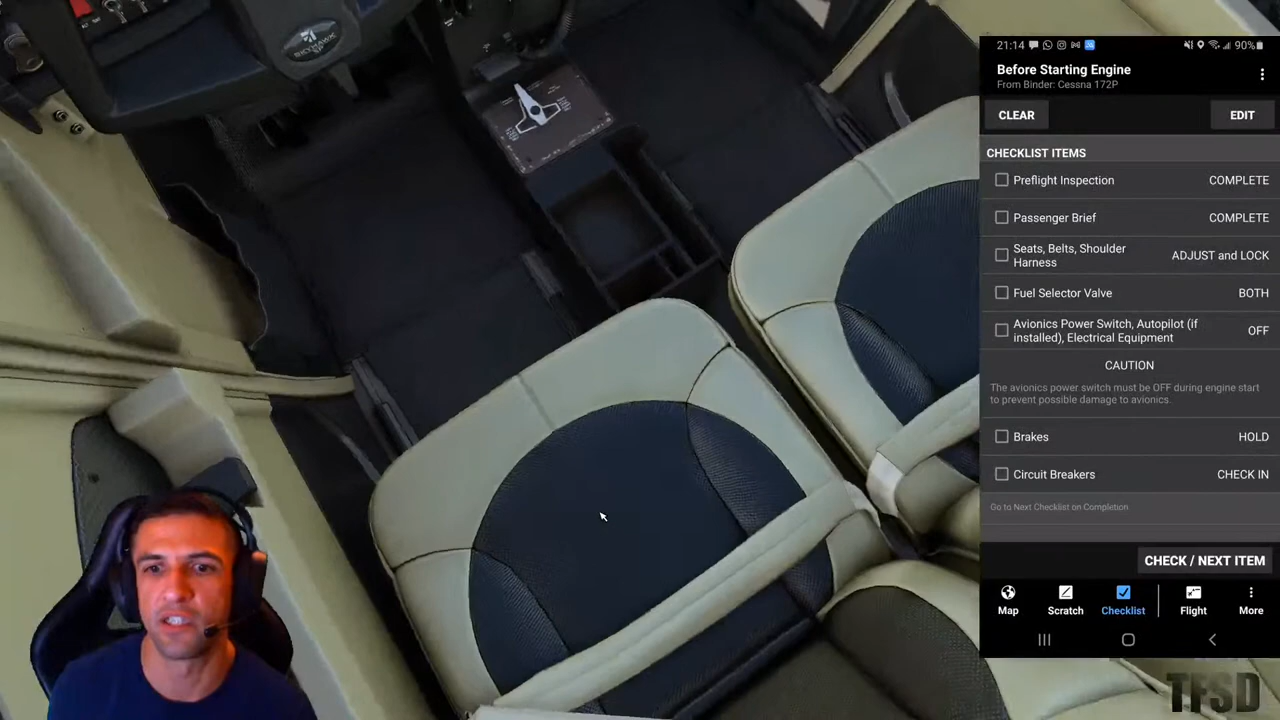 SKYHAWK
21:14
90%
Before Starting Engine
From Binder: Cessna 172P
CLEAR
EDIT
CHECKLIST ITEMS
Preflight Inspection COMPLETE
Passenger Brief COMPLETE
Seats, Belts, Shoulder
Harness ADJUST and LOCK
Fuel Selector Valve BOTH
Avionics Power Switch, Autopilot (if
installed), Electrical Equipment OFF
CAUTION
The avionics power switch must be OFF during engine start
to prevent possible damage to avionics.
Brakes HOLD
Circuit Breakers CHECK IN
Go to Next Checklist on Completion
CHECK / NEXT ITEM
Map Scratch Checklist Flight More
TFSD